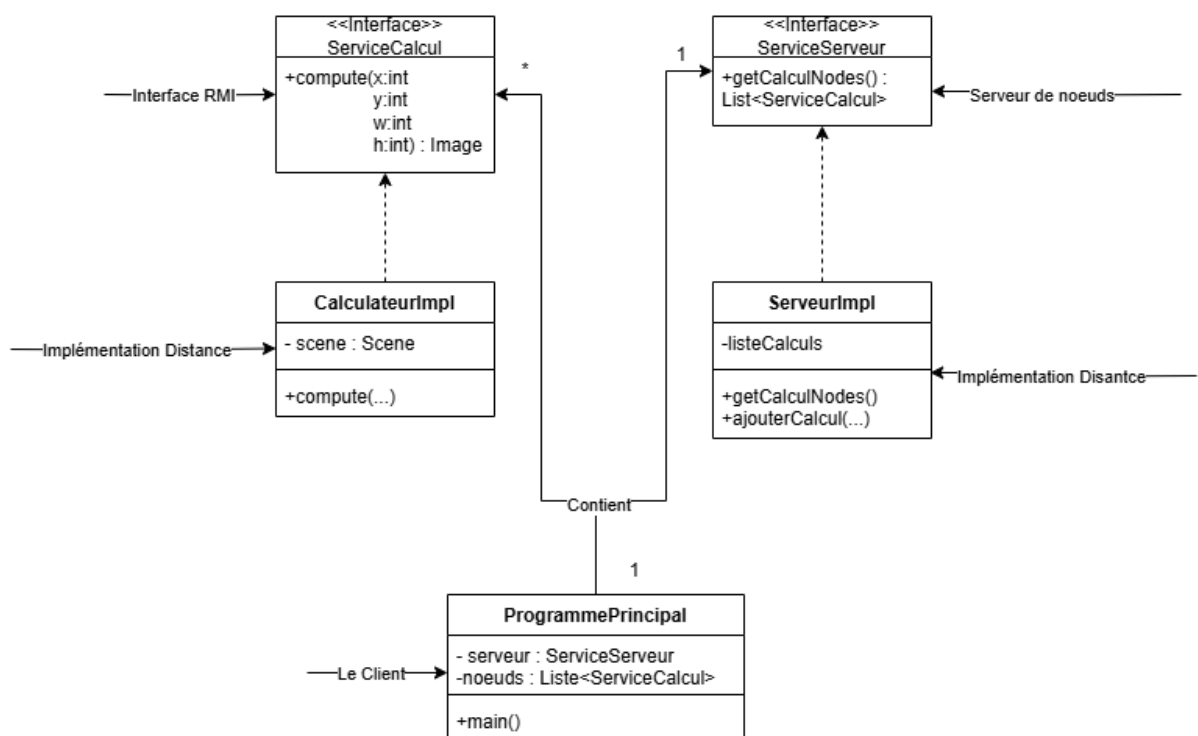 <<Interface>>
ServiceCalcul
+compute(x:int
y:int
w:int
h:int) : Image
Interface RMI
*
1
<<Interface>>
ServiceServeur
+getCalculNodes() :
List<ServiceCalcul>
Serveur de noeuds
CalculateurImpl
- scene : Scene
+compute(...)
Implémentation Distance
ServeurImpl
-listeCalculs
+getCalculNodes()
+ajouterCalcul(...)
Implémentation Disantce
Contient
1
ProgrammePrincipal
- serveur : ServiceServeur
-noeuds : Liste<ServiceCalcul>
+main()
Le Client